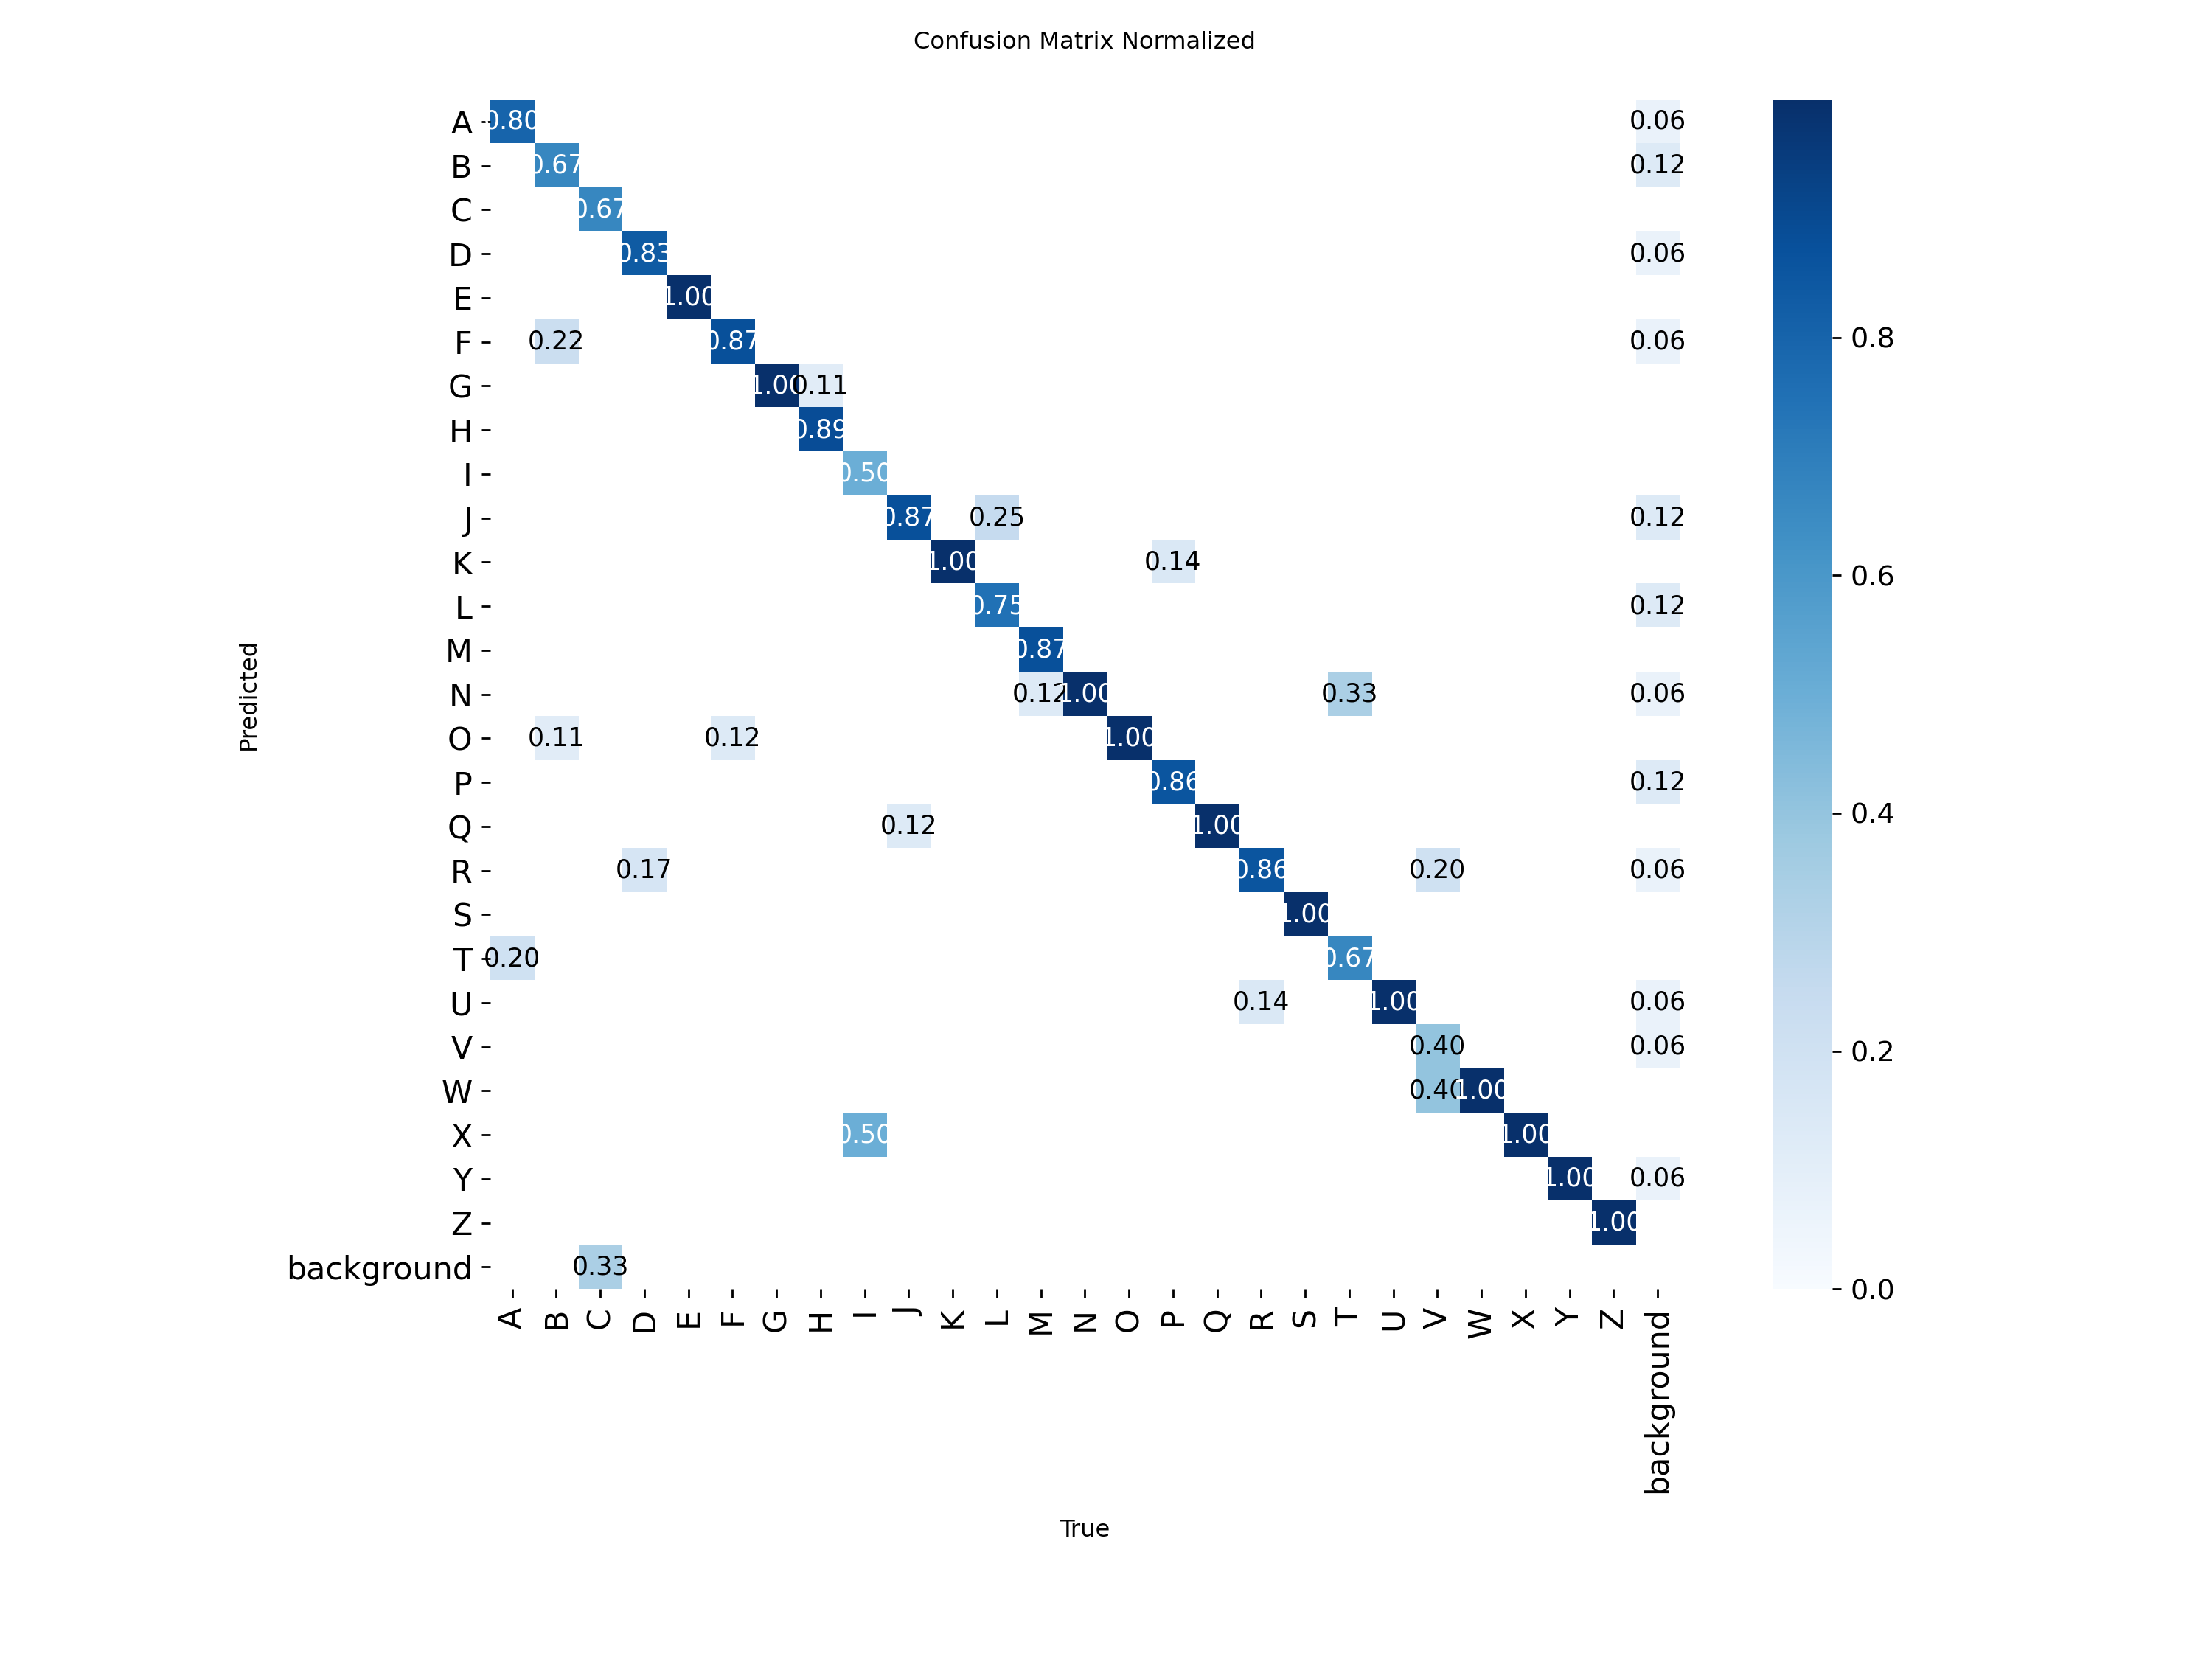 Confusion Matrix Normalized
A 0.80 0.06
B 0.67 0.12
C 0.67
D 0.83 0.06
E 1.00
F 0.22 0.87 0.06
G 1.00 0.11
H 0.89
I 0.50
J 0.87 0.25 0.12
K 1.00 0.14
L 0.75 0.12
M 0.87
N 0.12 1.00 0.33 0.06
O 0.11 0.12 1.00
P 0.86 0.12
Q 0.12 1.00
R 0.17 0.86 0.20 0.06
S 1.00
T 0.20 0.67
U 0.14 1.00 0.06
V 0.40 0.06
W 0.40 1.00
X 0.50 1.00
Y 1.00 0.06
Z 1.00
background 0.33
A B C D E F G H I J K L M N O P Q R S T U V W X Y Z background
Predicted
True
0.8
0.6
0.4
0.2
0.0